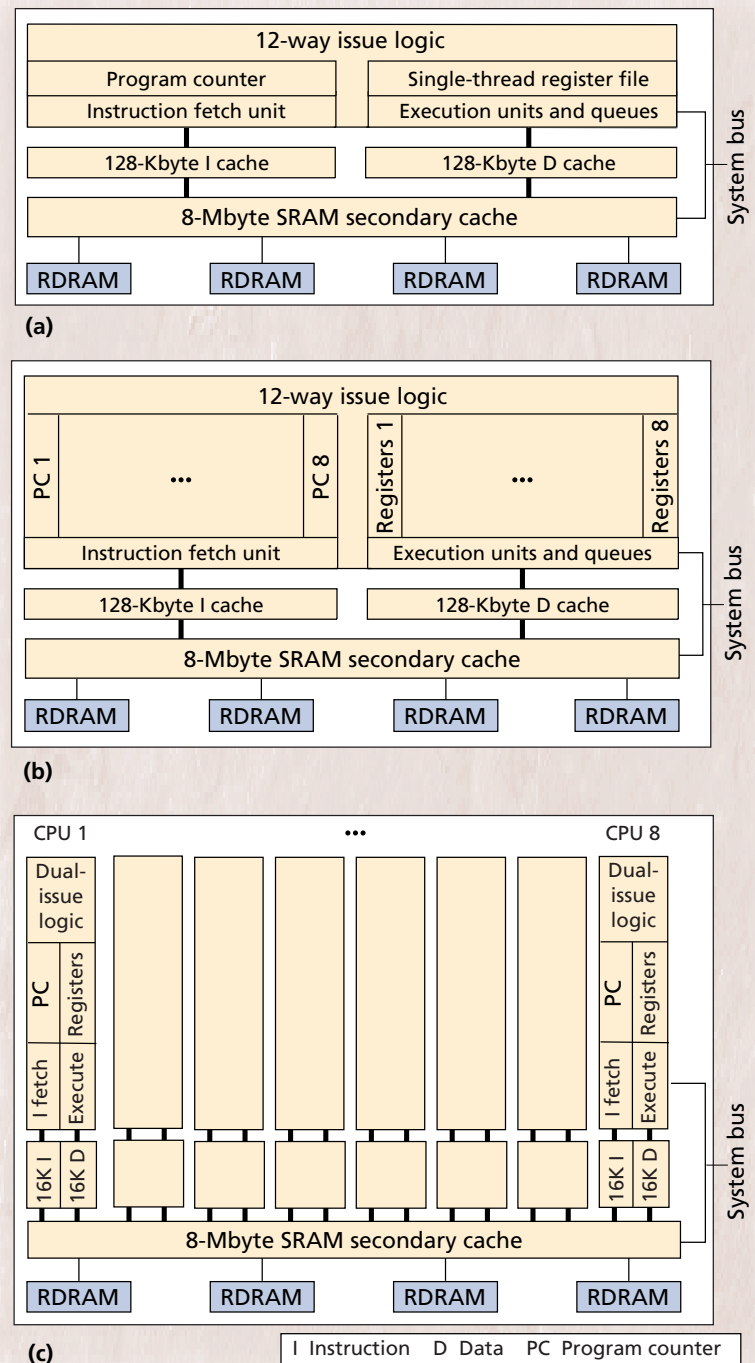 12-way issue logic
Program counter
Single-thread register file
Instruction fetch unit
Execution units and queues
128-Kbyte I cache
128-Kbyte D cache
8-Mbyte SRAM secondary cache
System bus
RDRAM
RDRAM
RDRAM
RDRAM
(a)
12-way issue logic
PC 1
...
PC 8
Registers 1
...
Registers 8
Instruction fetch unit
Execution units and queues
128-Kbyte I cache
128-Kbyte D cache
8-Mbyte SRAM secondary cache
System bus
RDRAM
RDRAM
RDRAM
RDRAM
(b)
CPU 1
...
CPU 8
Dual-
issue
logic
PC
Registers
I fetch
Execute
16K I
16K D
Dual-
issue
logic
PC
Registers
I fetch
Execute
16K I
16K D
8-Mbyte SRAM secondary cache
System bus
RDRAM
RDRAM
RDRAM
RDRAM
(c)
I Instruction D Data PC Program counter